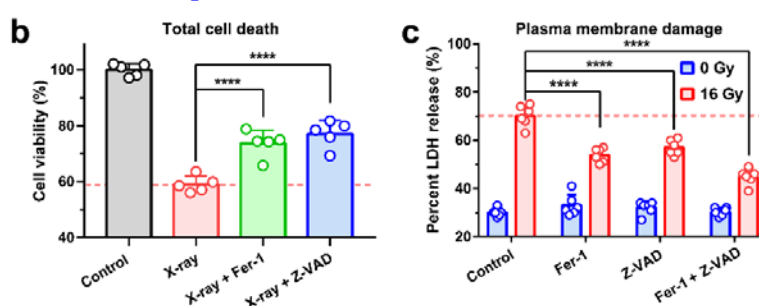 b
Total cell death
Cell viability (%)
100
80
60
40
****
****
Control
X-ray
X-ray + Fer-1
X-ray + Z-VAD
c
Plasma membrane damage
Percent LDH release (%)
100
80
60
40
20
****
****
****
0 Gy
16 Gy
Control
Fer-1
Z-VAD
Fer-1 + Z-VAD